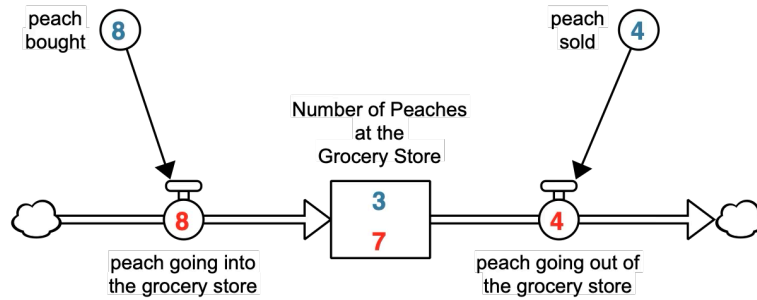 peach
bought
8
peach
sold
4
Number of Peaches
at the
Grocery Store
3
7
8
4
peach going into
the grocery store
peach going out of
the grocery store